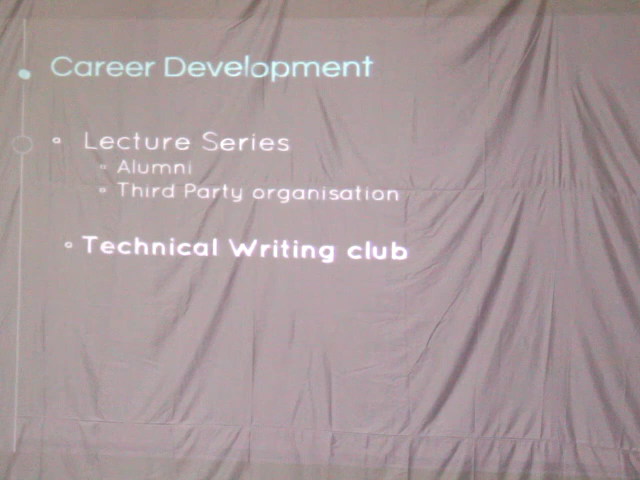 Career Development
Lecture Series
Alumni
Third Party organisation
Technical Writing club